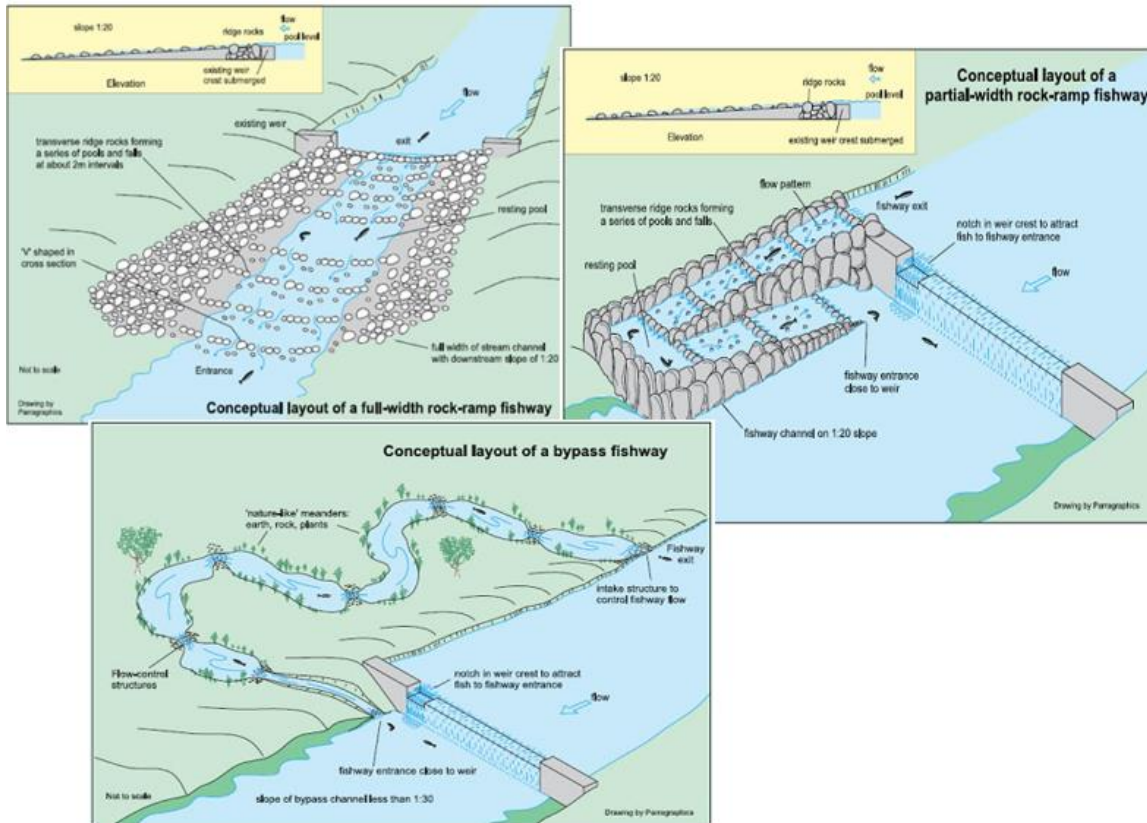 slope 1:20
ridge rocks
flow
pool level
existing weir
crest submerged
Elevation
existing weir
flow
exit
transverse ridge rocks forming
a series of pools and falls
at about 2m intervals
resting pool
'V' shaped in
cross section
full width of stream channel
with downstream slope of 1:20
Not to scale
Entrance
Drawing by
Parragraphics
Conceptual layout of a full-width rock-ramp fishway
slope 1:20
ridge rocks
flow
pool level
Elevation
existing weir crest submerged
Conceptual layout of a
partial-width rock-ramp fishway
flow pattern
transverse ridge rocks forming
a series of pools and falls
fishway exit
notch in weir crest to attract
fish to fishway entrance
resting pool
flow
fishway entrance
close to weir
fishway channel on 1:20 slope
Drawing by Parragraphics
Conceptual layout of a bypass fishway
'nature-like' meanders:
earth, rock, plants
Fishway
exit
intake structure to
control fishway flow
Flow-control
structures
notch in weir crest to attract
fish to fishway entrance
flow
fishway entrance close to weir
Not to scale
slope of bypass channel less than 1:30
Drawing by Parragraphics